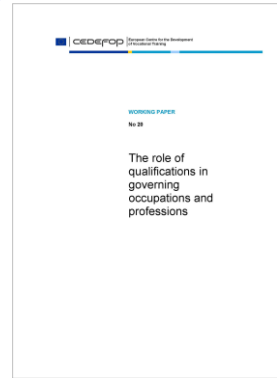 CEDEFOP
European Centre for the Development
of Vocational Training
WORKING PAPER
No 20
The role of
qualifications in
governing
occupations and
professions